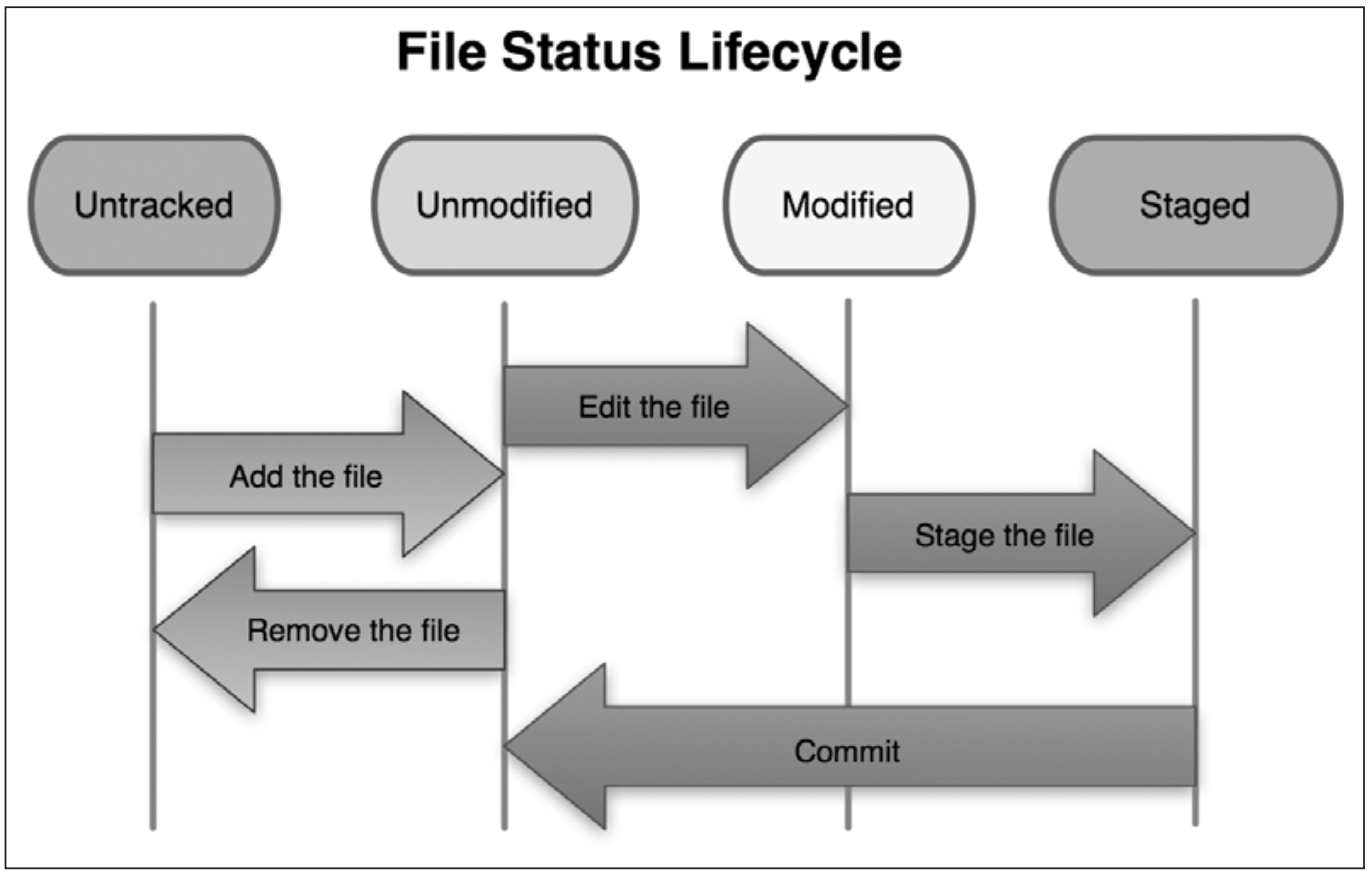 File Status Lifecycle
Untracked
Unmodified
Modified
Staged
Edit the file
Add the file
Stage the file
Remove the file
Commit